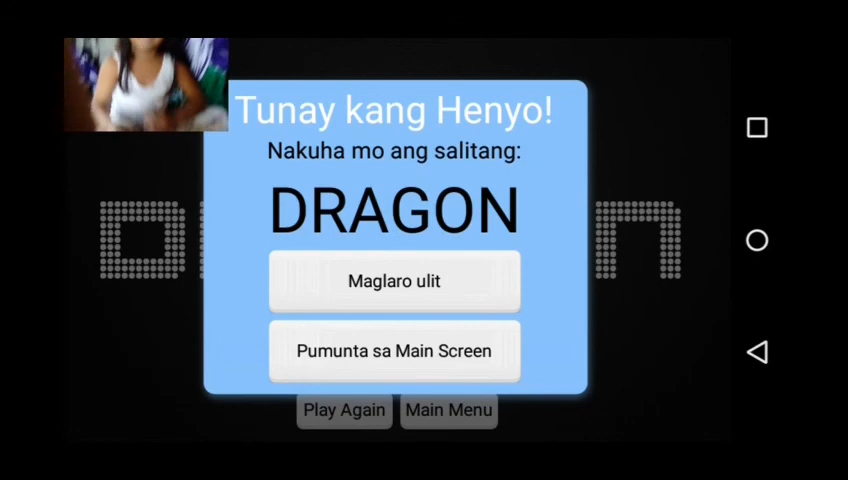 Tunay kang Henyo!
Nakuha mo ang salitang:
DRAGON
Maglaro ulit
Pumunta sa Main Screen
Play Again Main Menu